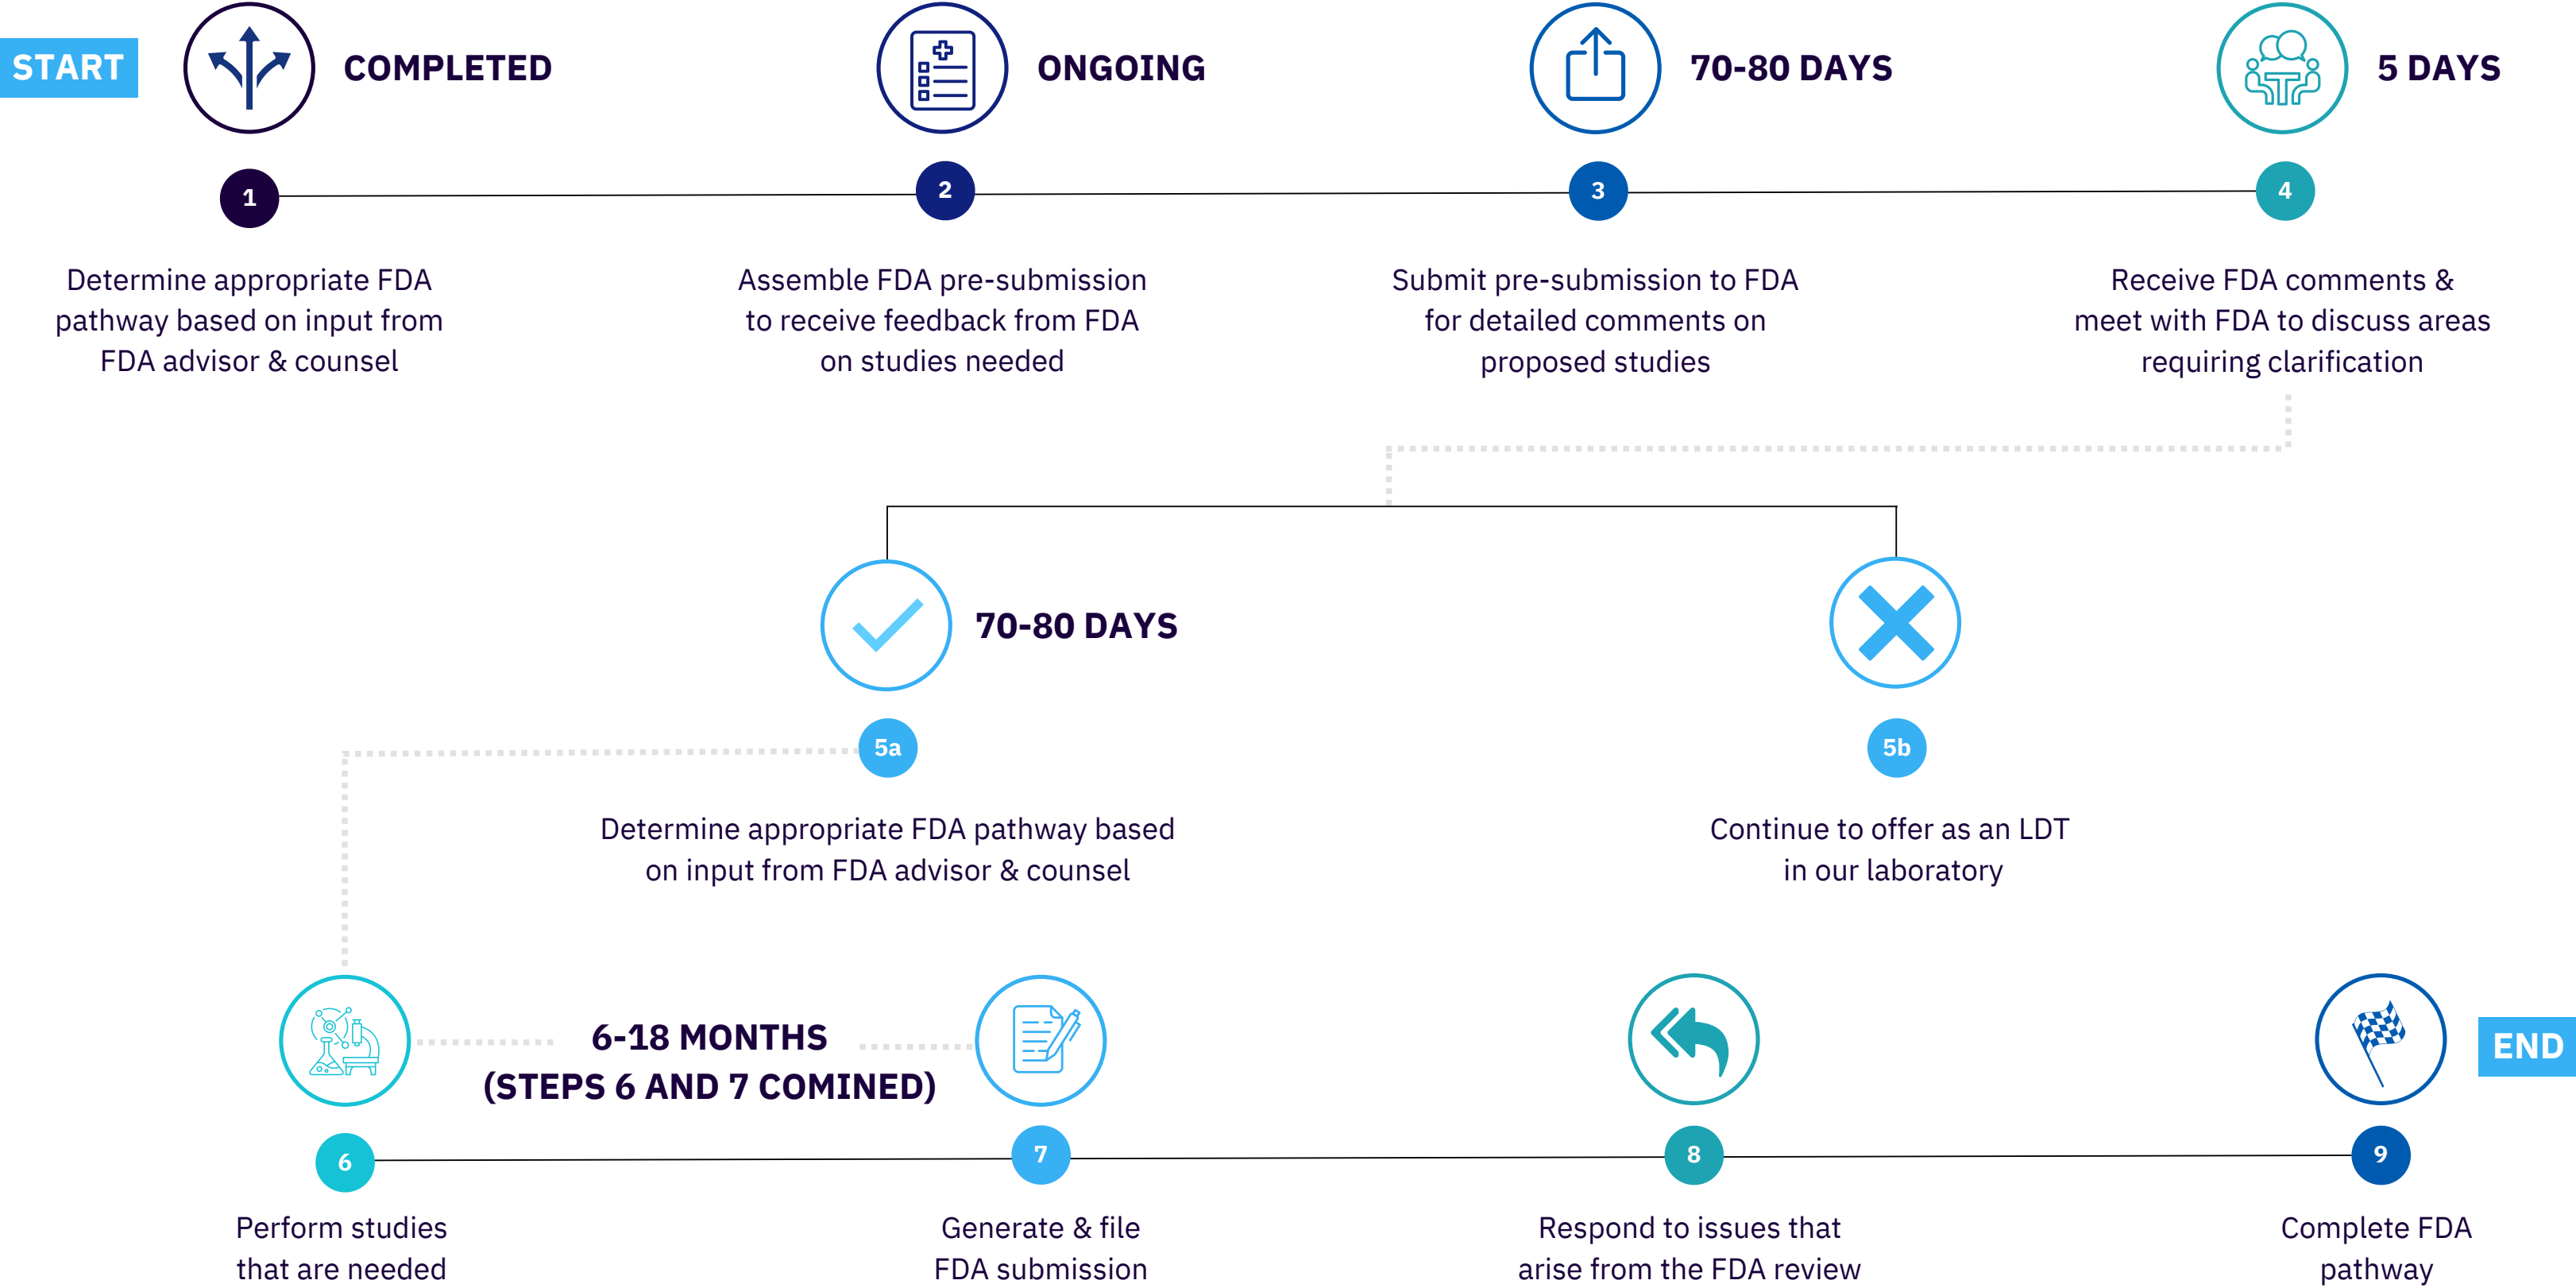 START
COMPLETED
ONGOING
70-80 DAYS
5 DAYS
1
2
3
4
Determine appropriate FDA
pathway based on input from
FDA advisor & counsel
Assemble FDA pre-submission
to receive feedback from FDA
on studies needed
Submit pre-submission to FDA
for detailed comments on
proposed studies
Receive FDA comments &
meet with FDA to discuss areas
requiring clarification
70-80 DAYS
5a
5b
Determine appropriate FDA pathway based
on input from FDA advisor & counsel
Continue to offer as an LDT
in our laboratory
6-18 MONTHS
(STEPS 6 AND 7 COMINED)
END
6
7
8
9
Perform studies
that are needed
Generate & file
FDA submission
Respond to issues that
arise from the FDA review
Complete FDA
pathway